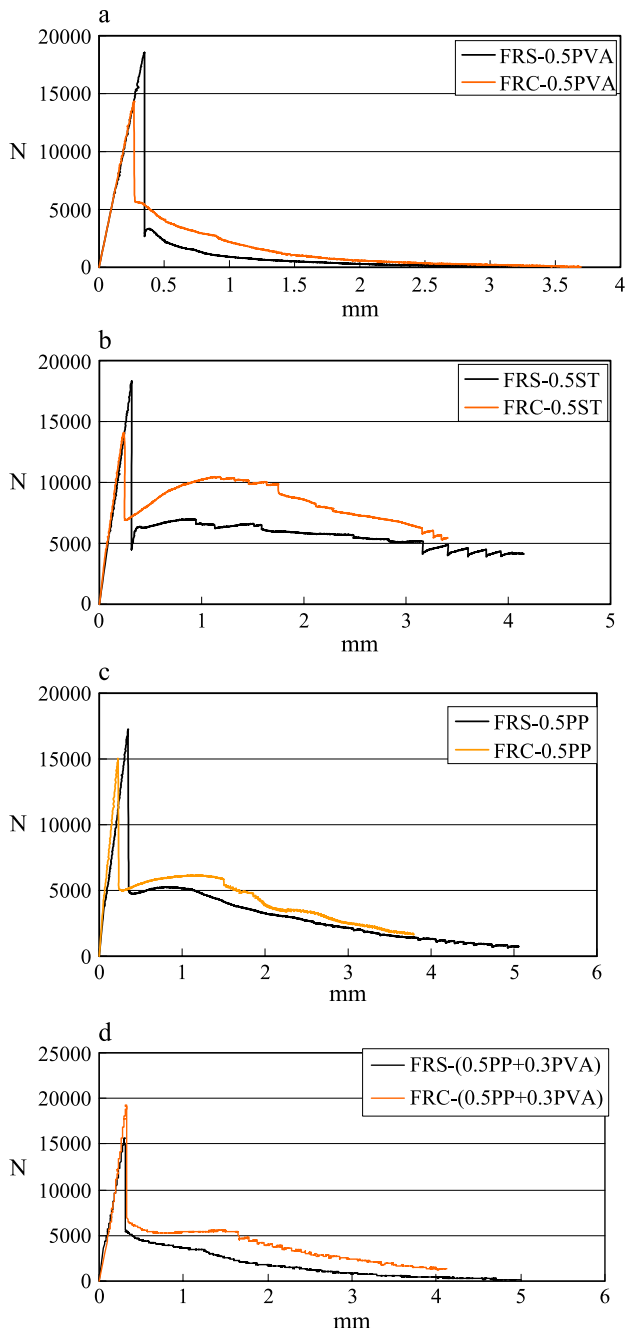 a
20000
FRS-0.5PVA
FRC-0.5PVA
15000
N
10000
5000
0
0 0.5 1 1.5 2 2.5 3 3.5 4
mm
b
20000
FRS-0.5ST
FRC-0.5ST
15000
N
10000
5000
0
0 1 2 3 4 5
mm
c
20000
FRS-0.5PP
FRC-0.5PP
15000
N
10000
5000
0
0 1 2 3 4 5 6
mm
d
25000
FRS-(0.5PP+0.3PVA)
20000
FRC-(0.5PP+0.3PVA)
15000
N
10000
5000
0
0 1 2 3 4 5 6
mm